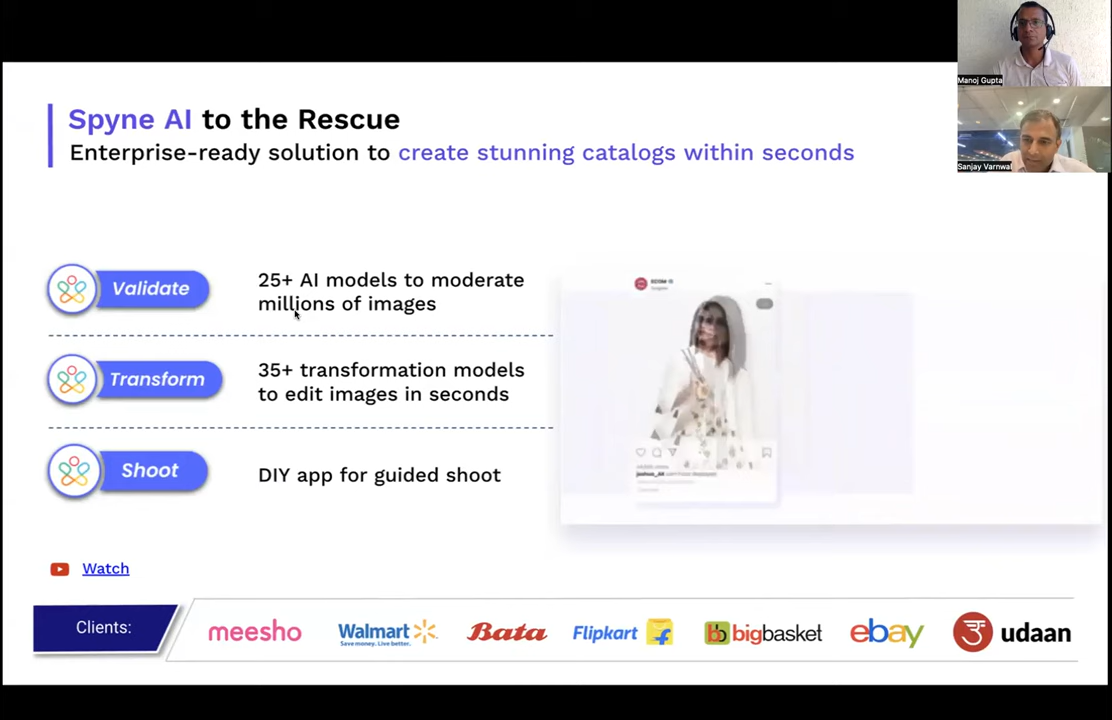 Manoj Gupta
Sanjay Varnwal
Spyne AI to the Rescue
Enterprise-ready solution to create stunning catalogs within seconds
Validate
25+ AI models to moderate
millions of images
Transform
35+ transformation models
to edit images in seconds
Shoot
DIY app for guided shoot
Watch
Clients:
meesho
Walmart
Save money. Live better.
Bata
Flipkart
bb bigbasket
ebay
उ udaan